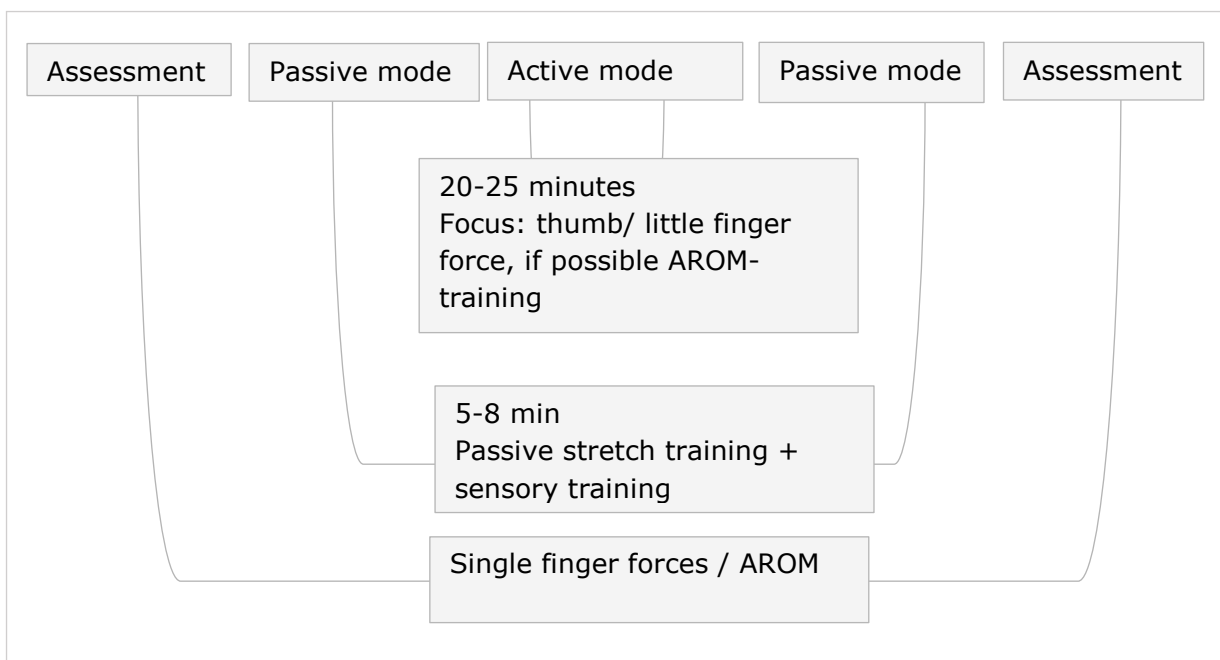 Assessment
Passive mode
Active mode
Passive mode
Assessment
20-25 minutes
Focus: thumb/ little finger
force, if possible AROM-
training
5-8 min
Passive stretch training +
sensory training
Single finger forces / AROM